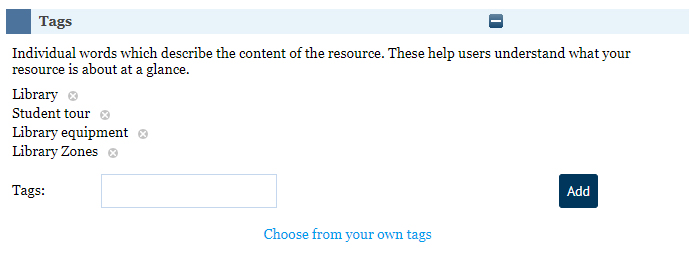 Tags
Individual words which describe the content of the resource. These help users understand what your
resource is about at a glance.
Library
Student tour
Library equipment
Library Zones
Tags:
Add
Choose from your own tags